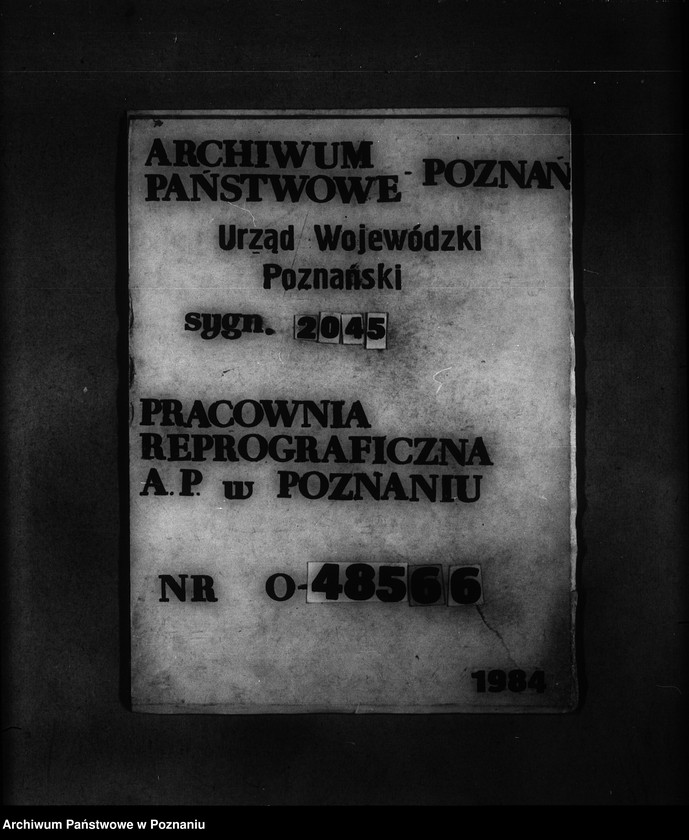 ARCHIWUM
PAŃSTWOWE - POZNAŃ
Urząd Wojewódzki
Poznański
sygn. 2045
PRACOWNIA
REPROGRAFICZNA
A.P. w POZNANIU
NR O-48566
1984
Archiwum Państwowe w Poznaniu